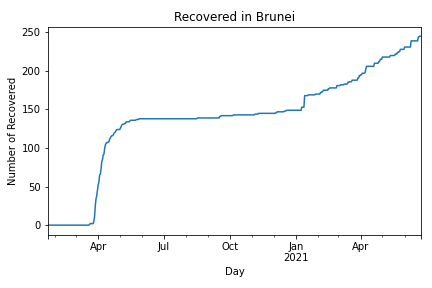 Recovered in Brunei
Number of Recovered
250
200
150
100
50
0
Apr
Jul
Oct
Jan
2021
Apr
Day